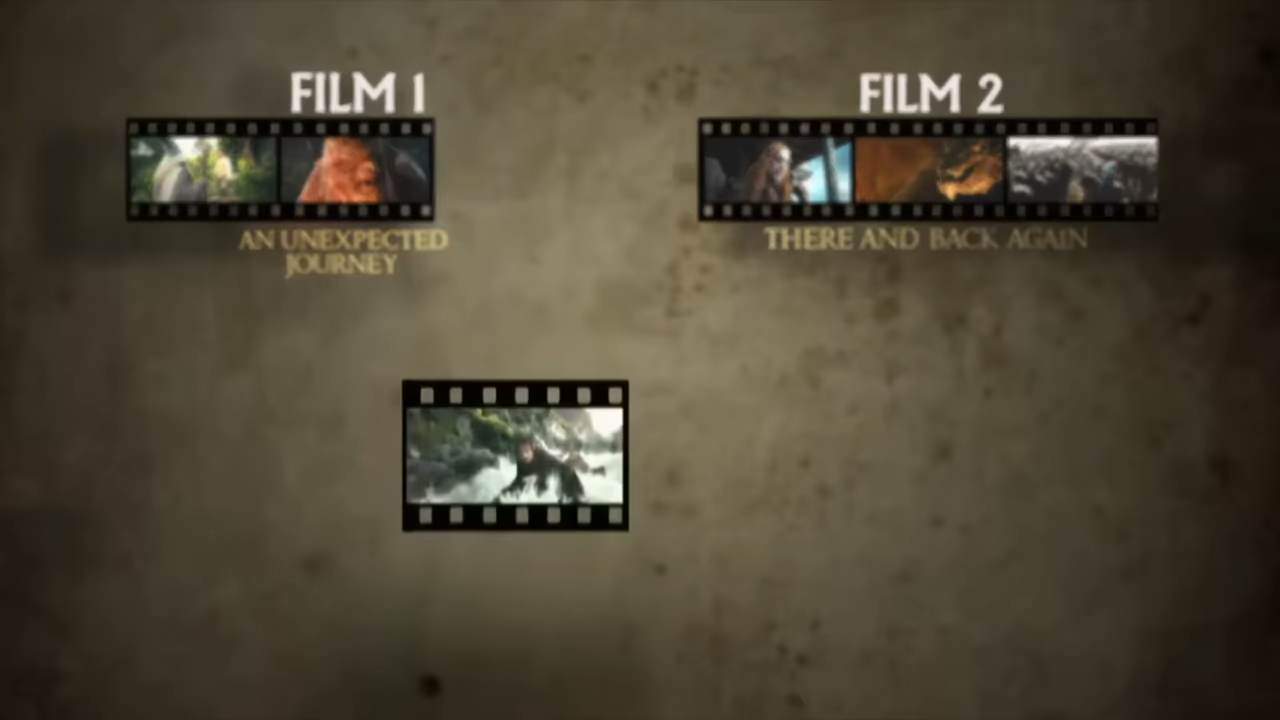 FILM 1
AN UNEXPECTED
JOURNEY
FILM 2
THERE AND BACK AGAIN